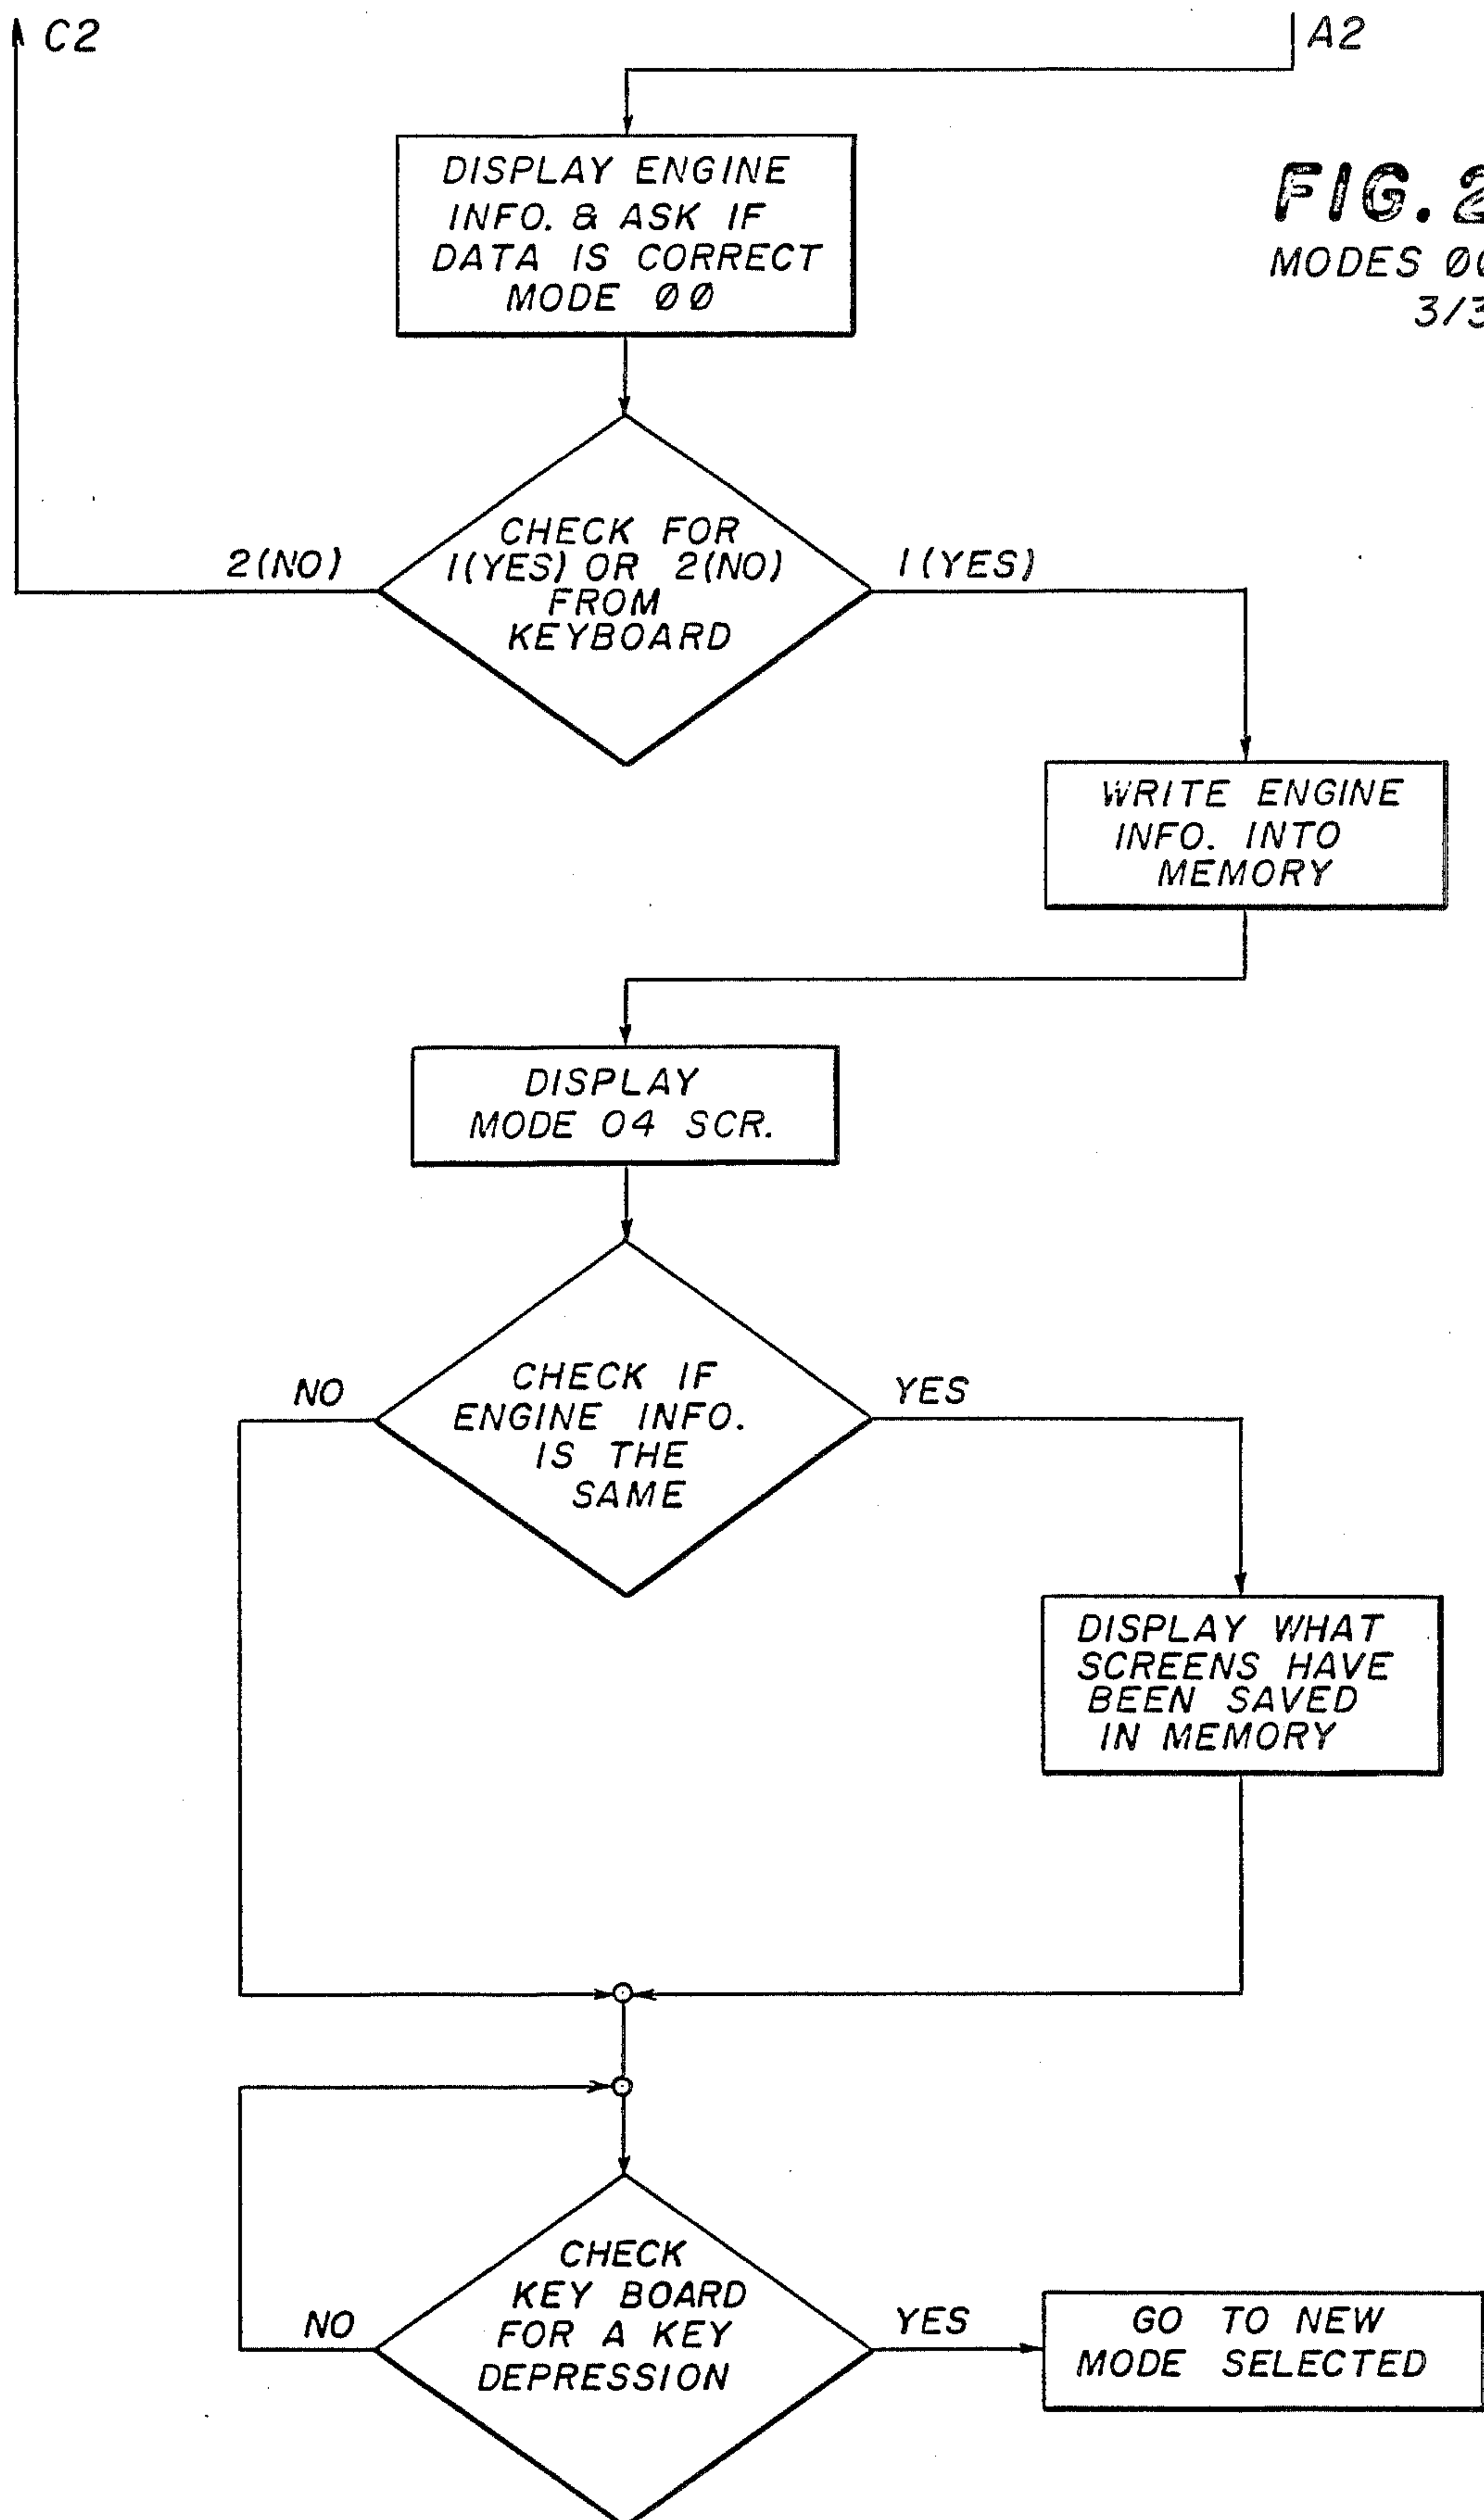 C2
A2
DISPLAY ENGINE
INFO. & ASK IF
DATA IS CORRECT
MODE ØØ
FIG. 2
MODES
3/3
CHECK FOR
1(YES) OR 2(NO)
FROM
KEYBOARD
2(NO)
1(YES)
WRITE ENGINE
INFO. INTO
MEMORY
DISPLAY
MODE 04 SCR.
CHECK IF
ENGINE INFO.
IS THE
SAME
NO
YES
DISPLAY WHAT
SCREENS HAVE
BEEN SAVED
IN MEMORY
CHECK
KEY BOARD
FOR A KEY
DEPRESSION
NO
YES
GO TO NEW
MODE SELECTED